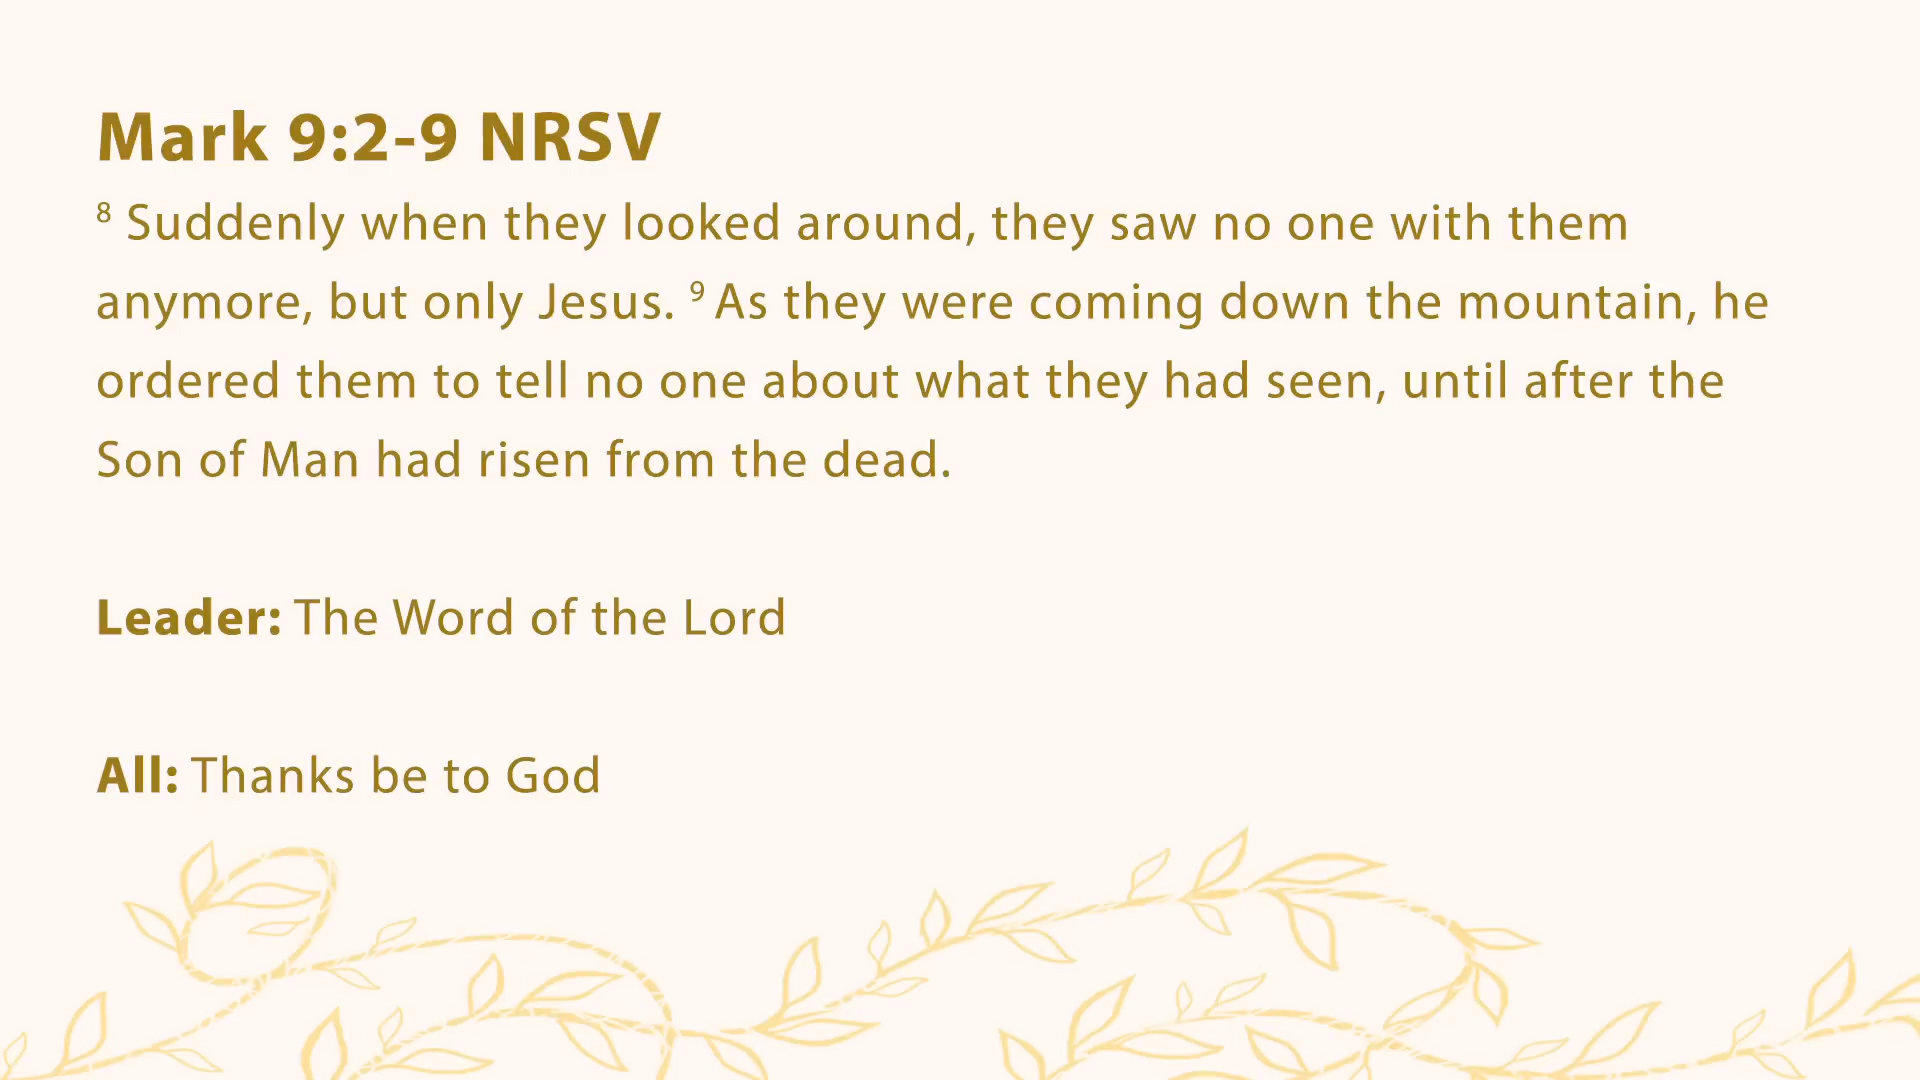 Mark 9:2-9 NRSV
⁸ Suddenly when they looked around, they saw no one with them
anymore, but only Jesus. ⁹ As they were coming down the mountain, he
ordered them to tell no one about what they had seen, until after the
Son of Man had risen from the dead.
Leader: The Word of the Lord
All: Thanks be to God